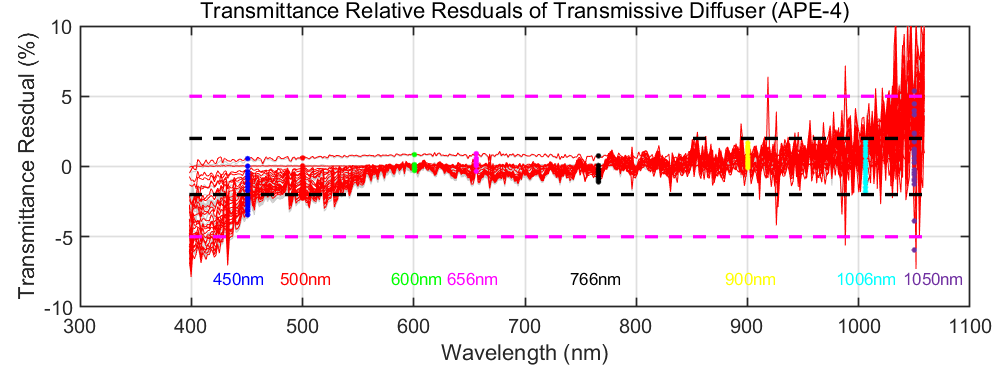 Transmittance Relative Resduals of Transmissive Diffuser (APE-4)
Transmittance Resdual (%)
10
5
0
-5
-10
450nm 500nm 600nm 656nm 766nm 900nm 1006nm 1050nm
300 400 500 600 700 800 900 1000 1100
Wavelength (nm)